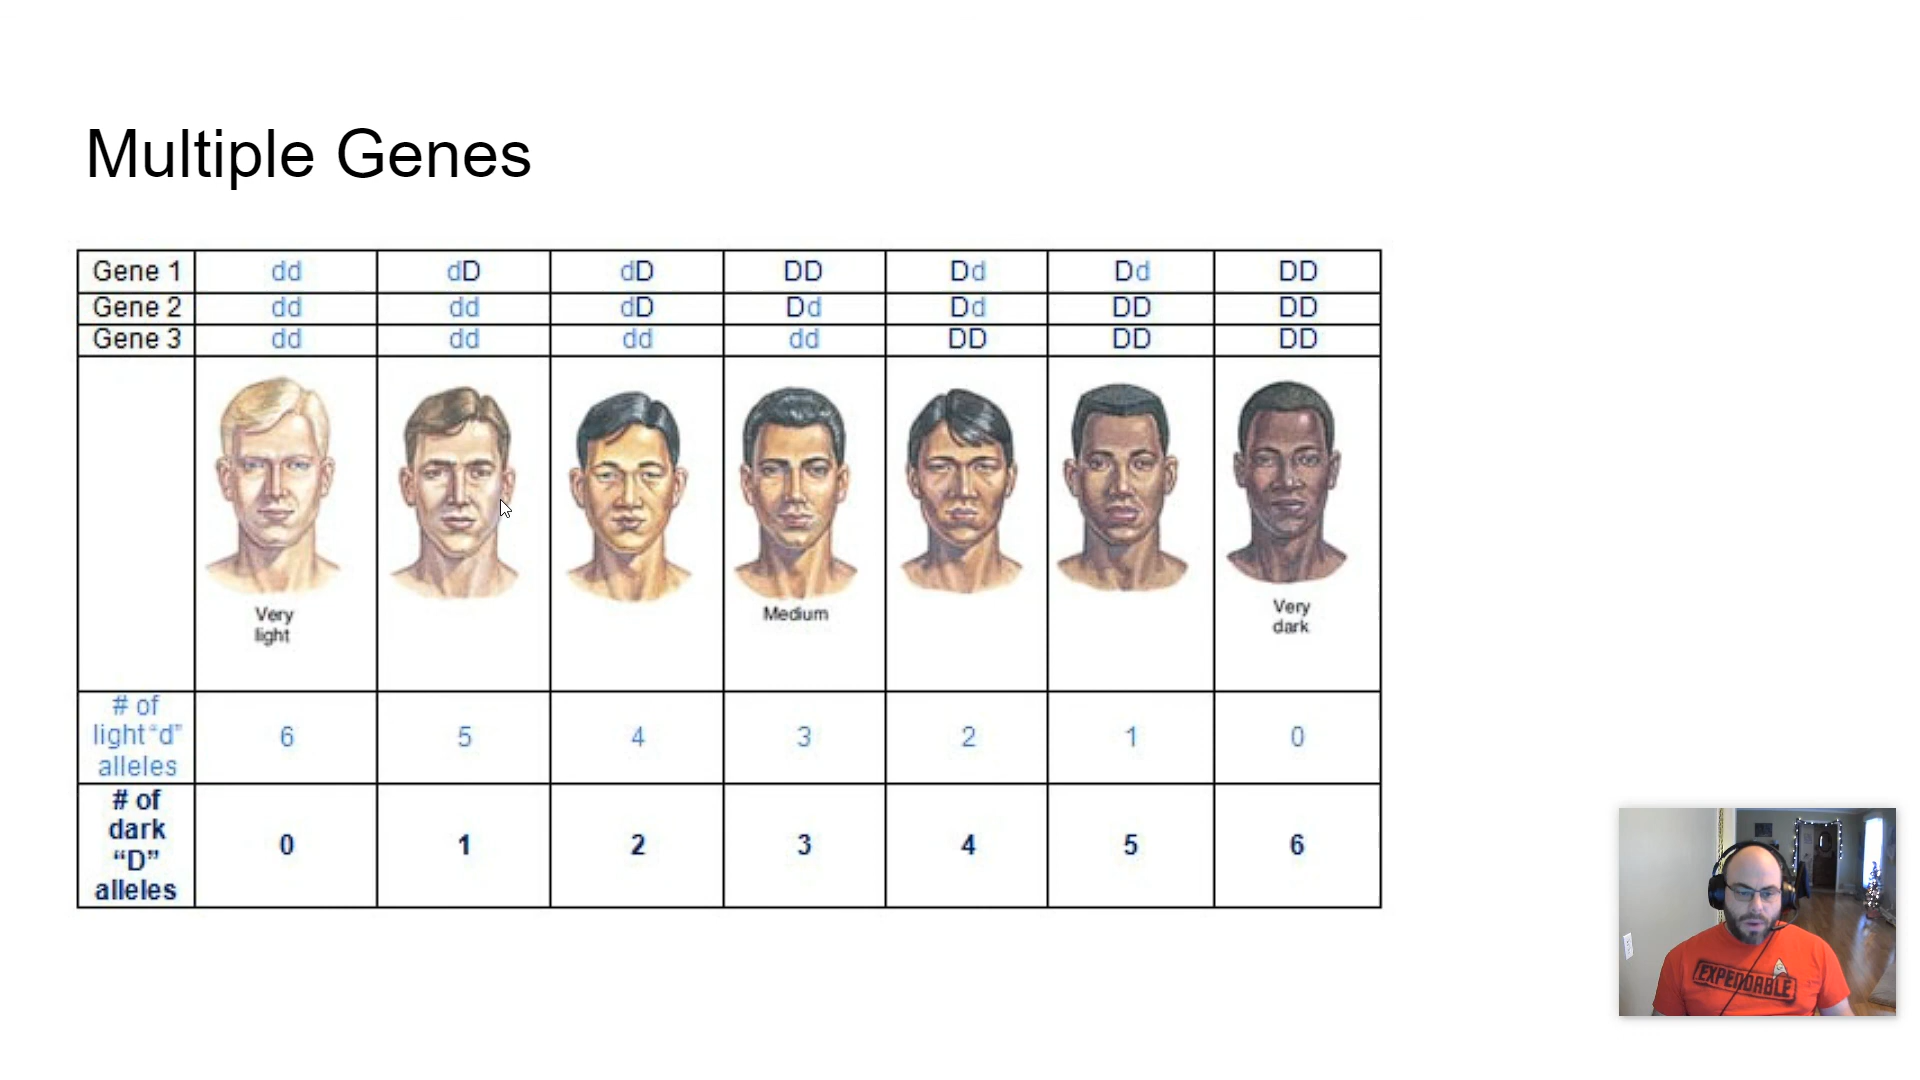 Multiple Genes
Gene 1 dd dD dD DD Dd Dd DD
Gene 2 dd dd dD Dd Dd DD DD
Gene 3 dd dd dd dd DD DD DD
Very
light
Medium
Very
dark
# of
light “d”
alleles
6 5 4 3 2 1 0
# of
dark
“D”
alleles
0 1 2 3 4 5 6
EXPENDABLE